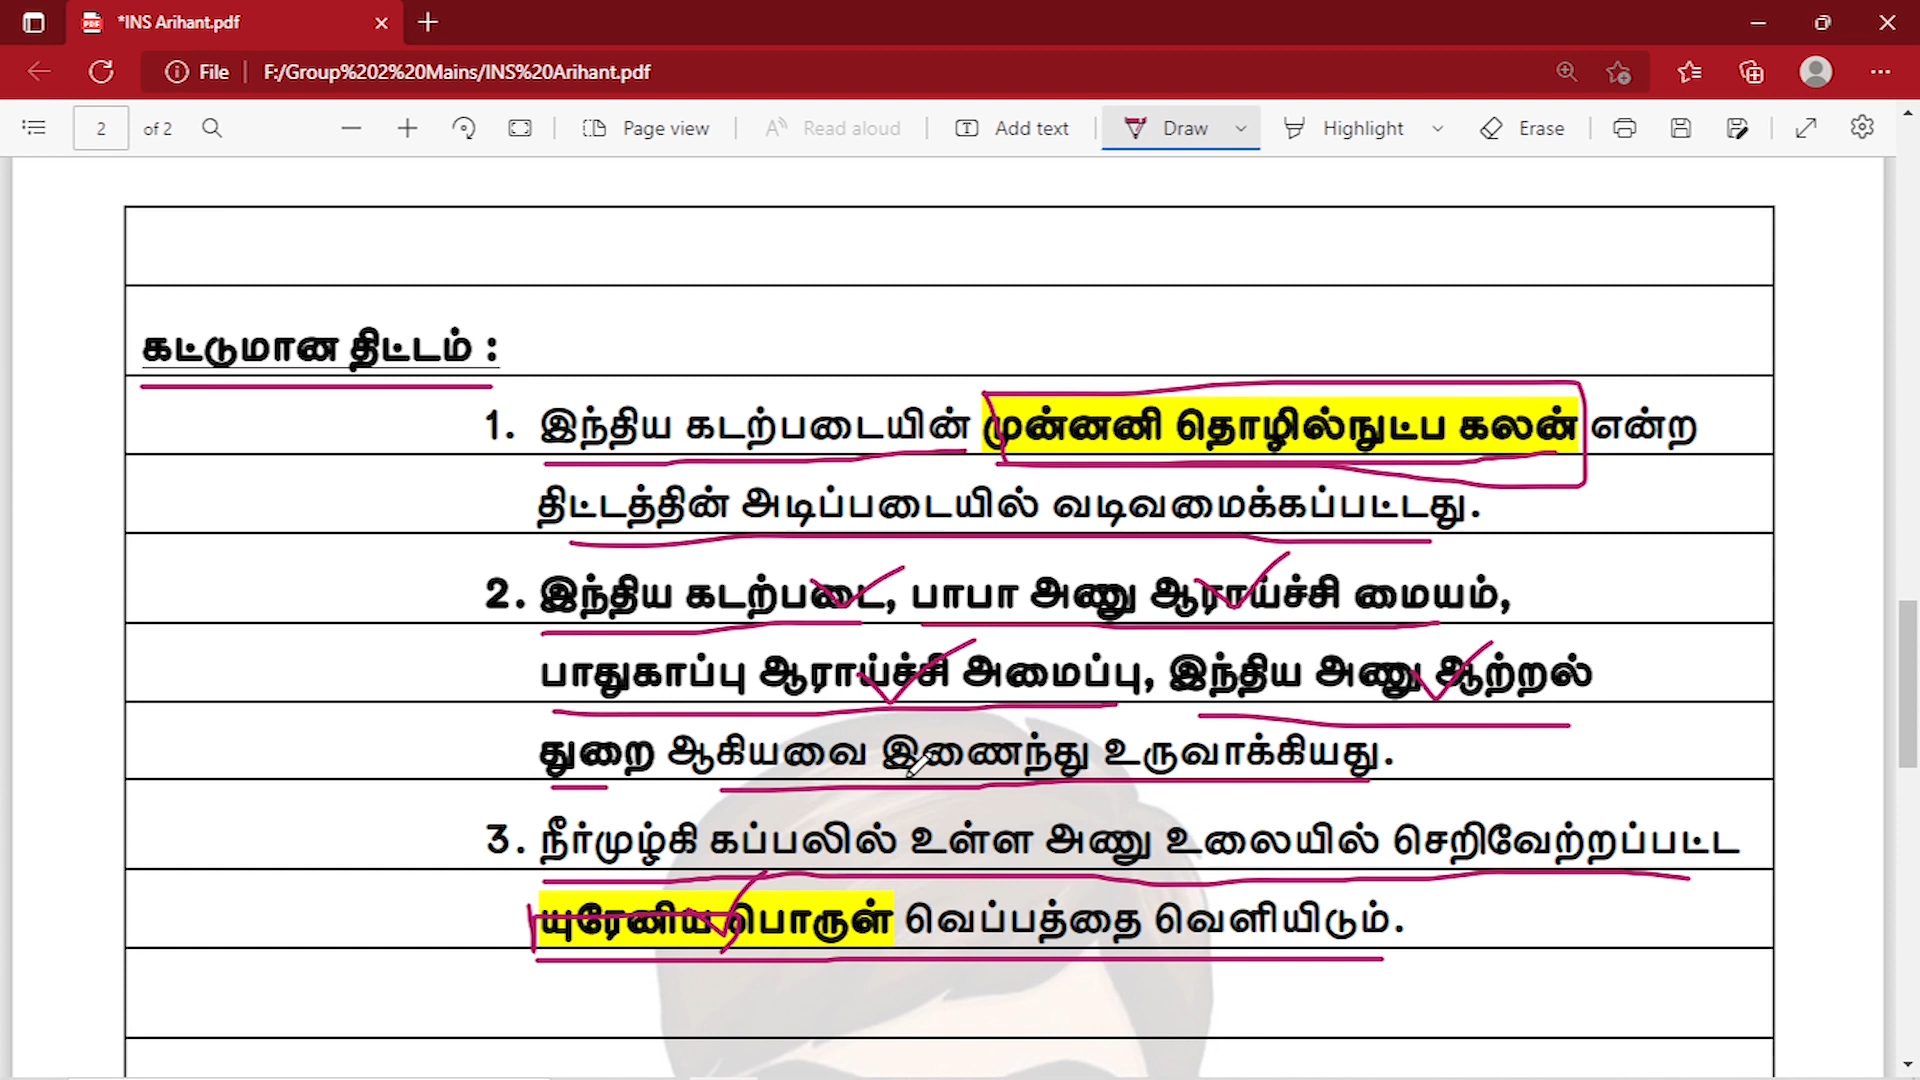 *INS Arihant.pdf
File F:/Group%202%20Mains/INS%20Arihant.pdf
2 of 2 Page view Read aloud Add text Draw Highlight Erase
கட்டுமான திட்டம் :
1. இந்திய கடற்படையின் முன்னனி தொழில்நுட்ப கலன் என்ற
திட்டத்தின் அடிப்படையில் வடிவமைக்கப்பட்டது.
2. இந்திய கடற்படை, பாபா அணு ஆராய்ச்சி மையம்,
பாதுகாப்பு ஆராய்ச்சி அமைப்பு, இந்திய அணு ஆற்றல்
துறை ஆகியவை இணைந்து உருவாக்கியது.
3. நீர்முழ்கி கப்பலில் உள்ள அணு உலையில் செறிவேற்றப்பட்ட
யுரேனிய பொருள் வெப்பத்தை வெளியிடும்.